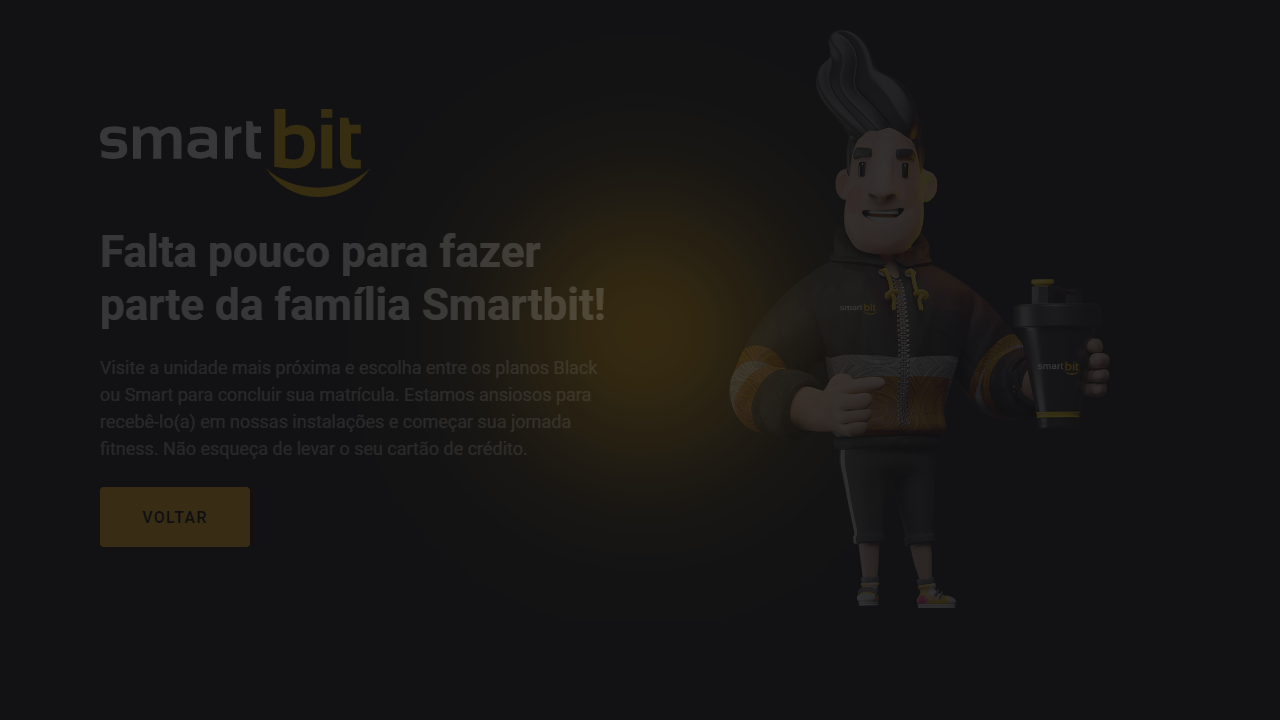 smart bit
Falta pouco para fazer
parte da família Smartbit!
Visite a unidade mais próxima e escolha entre os planos Black
ou Smart para concluir sua matrícula. Estamos ansiosos para
recebê-lo(a) em nossas instalações e começar sua jornada
fitness. Não esqueça de levar o seu cartão de crédito.
VOLTAR
smart bit
smart bit